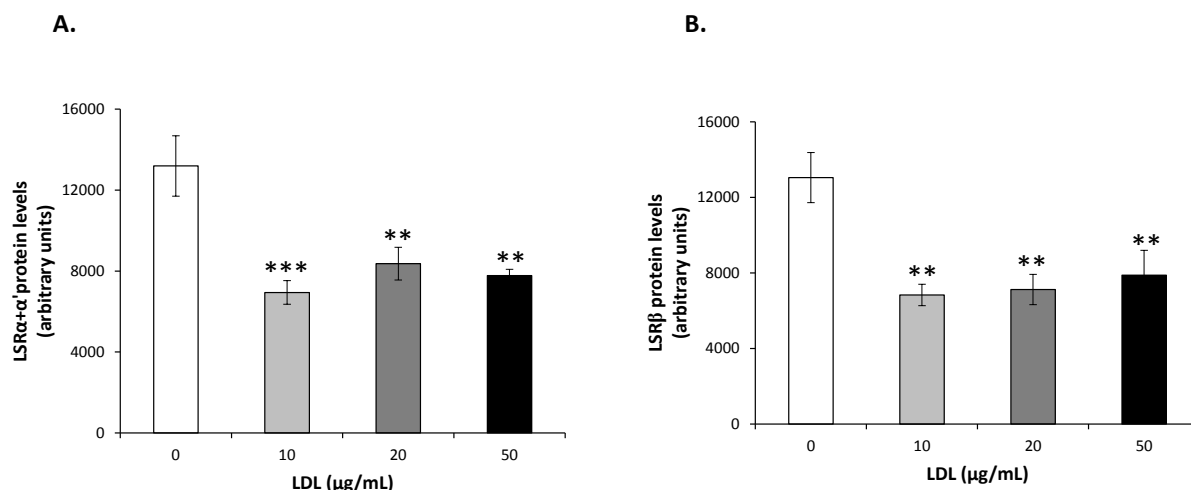 A.
16000
12000
8000
4000
0
LSRα+α'protein levels
(arbitrary units)
***
**
**
0 10 20 50
LDL (µg/mL)
B.
16000
12000
8000
4000
0
LSRβ protein levels
(arbitrary units)
**
**
**
0 10 20 50
LDL (µg/mL)